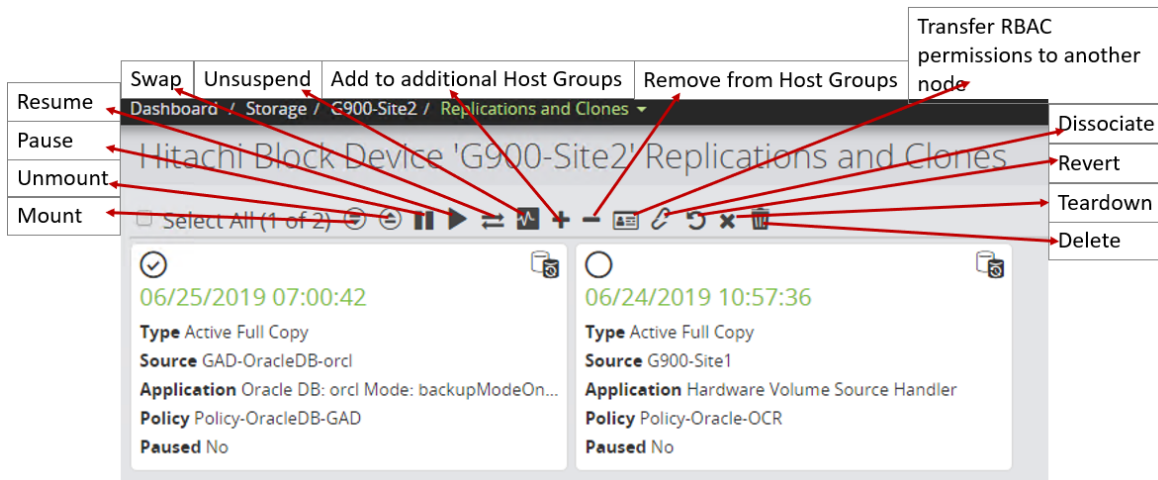 Transfer RBAC
permissions to another
node
Swap
Unsuspend
Add to additional Host Groups
Remove from Host Groups
Resume
Pause
Unmount
Mount
Dissociate
Revert
Teardown
Delete
Dashboard / Storage / G900-Site2 / Replications and Clones
Hitachi Block Device 'G900-Site2' Replications and Clones
Select All (1 of 2)
06/25/2019 07:00:42
Type Active Full Copy
Source GAD-OracleDB-orcl
Application Oracle DB: orcl Mode: backupModeOn...
Policy Policy-OracleDB-GAD
Paused No
06/24/2019 10:57:36
Type Active Full Copy
Source G900-Site1
Application Hardware Volume Source Handler
Policy Policy-Oracle-OCR
Paused No